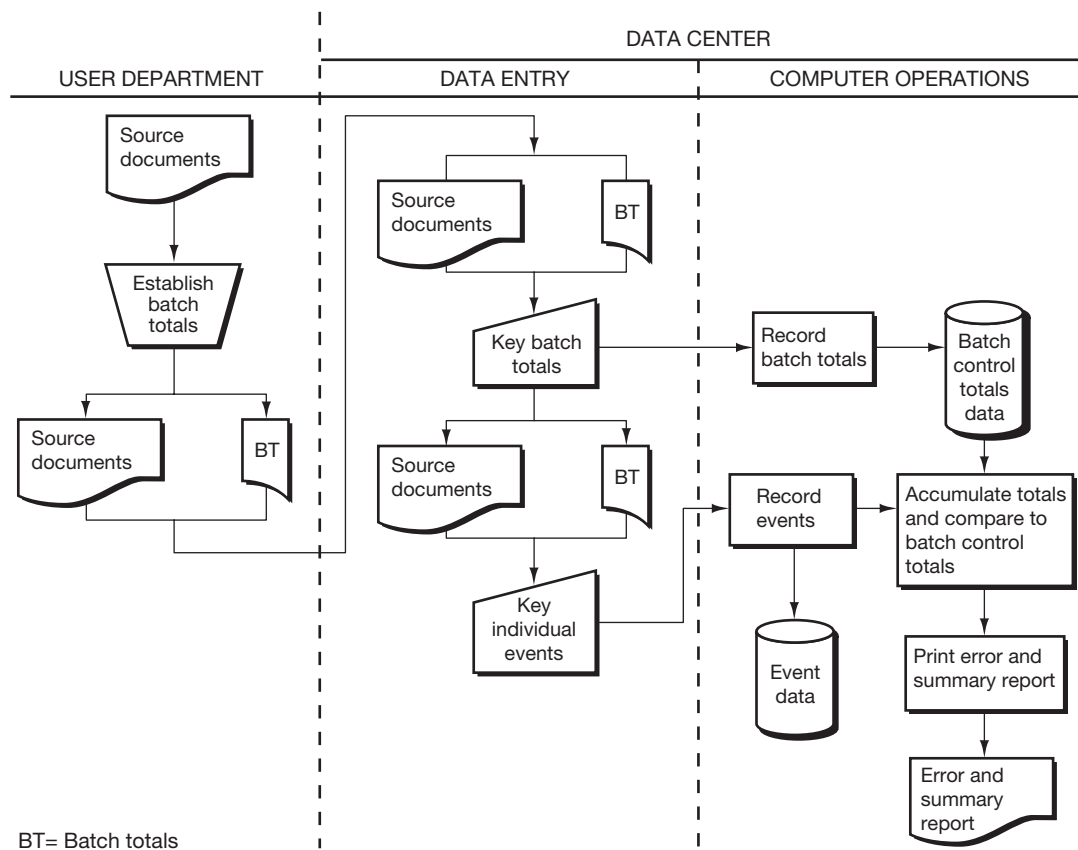 DATA CENTER
USER DEPARTMENT
DATA ENTRY
COMPUTER OPERATIONS
Source
documents
Establish
batch
totals
Source
documents
BT
Source
documents
BT
Key batch
totals
Source
documents
BT
Key
individual
events
Record
batch totals
Batch
control
totals
data
Record
events
Accumulate totals
and compare to
batch control
totals
Event
data
Print error and
summary report
Error and
summary
report
BT= Batch totals